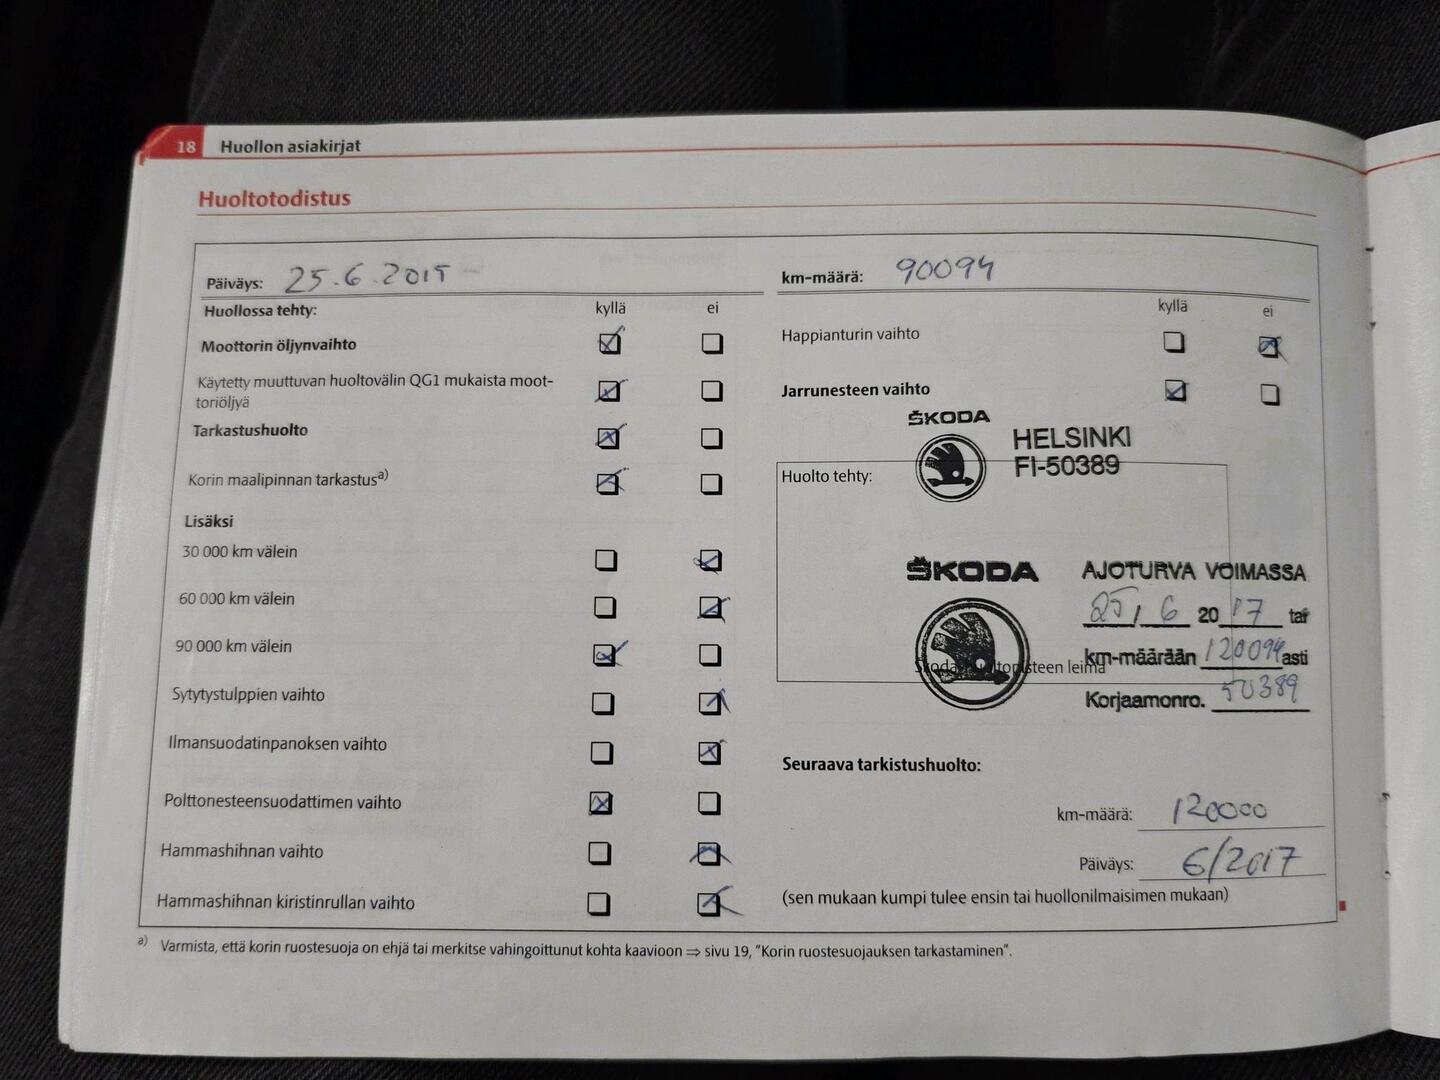 18 Huollon asiakirjat
Huoltotodistus
Päiväys: 25.6.2015
Huollossa tehty: kyllä ei
Moottorin öljynvaihto
Käytetty muuttuvan huoltovälin QG1 mukaista moot-
toriöljyä
Tarkastushuolto
Korin maalipinnan tarkastusa)
Lisäksi
30 000 km välein
60 000 km välein
90 000 km välein
Sytytystulppien vaihto
Ilmansuodatinpanoksen vaihto
Polttonesteensuodattimen vaihto
Hammashihnan vaihto
Hammashihnan kiristinrullan vaihto
km-määrä: 90094
kyllä ei
Happianturin vaihto
Jarrunesteen vaihto
ŠKODA
HELSINKI
FI-50389
Huolto tehty:
ŠKODA
AJOTURVA VOIMASSA
25, 6 2017 tai
km-määrään 120094 asti
Škoda-huoltopisteen leima
Korjaamonro. 50389
Seuraava tarkistushuolto:
km-määrä: 120000
Päiväys: 6/2017
(sen mukaan kumpi tulee ensin tai huollonilmaisimen mukaan)
a) Varmista, että korin ruostesuoja on ehjä tai merkitse vahingoittunut kohta kaavioon ⇒ sivu 19, "Korin ruostesuojauksen tarkastaminen".